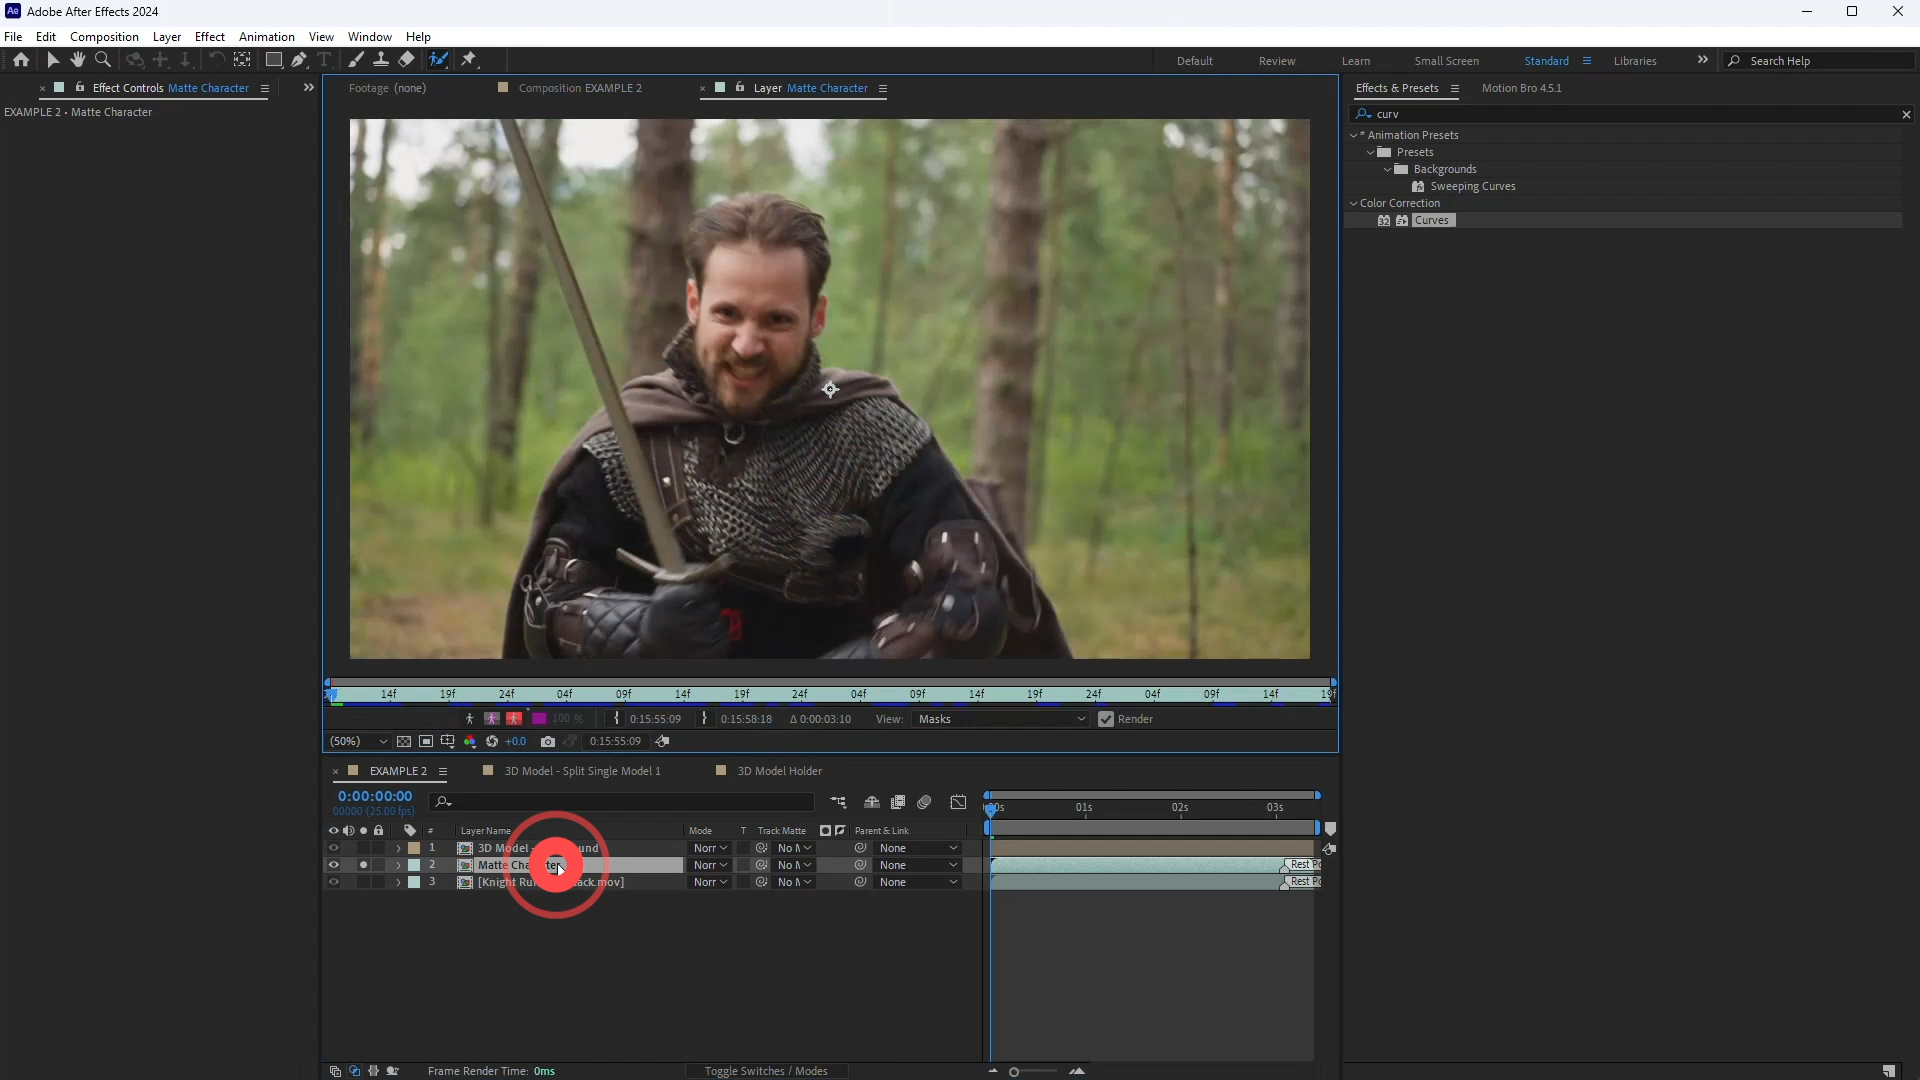 Ae Adobe After Effects 2024
File Edit Composition Layer Effect Animation View Window Help
Default Review Learn Small Screen Standard Libraries Search Help
Effect Controls Matte Character
Footage (none) Composition EXAMPLE 2 Layer Matte Character
Effects & Presets Motion Bro 4.5.1
EXAMPLE 2 • Matte Character
curv
* Animation Presets
Presets
Backgrounds
Sweeping Curves
Color Correction
32 Curves
14f 19f 24f 04f 09f 14f 19f 24f 04f 09f 14f 19f 24f 04f 09f 14f 19f
100 % 0:15:55:09 0:15:58:18 Δ 0:00:03:10 View: Masks Render
(50%) +0.0 0:15:55:09
EXAMPLE 2 3D Model - Split Single Model 1 3D Model Holder
0:00:00:00
00000 (25.00 fps)
01s 02s 03s
# Layer Name Mode T Track Matte Parent & Link
1 3D Model Norr No M None
2 Matte Norr No M None Rest Po
3 [Knight Norr No M None Rest Po
Frame Render Time: 0ms Toggle Switches / Modes